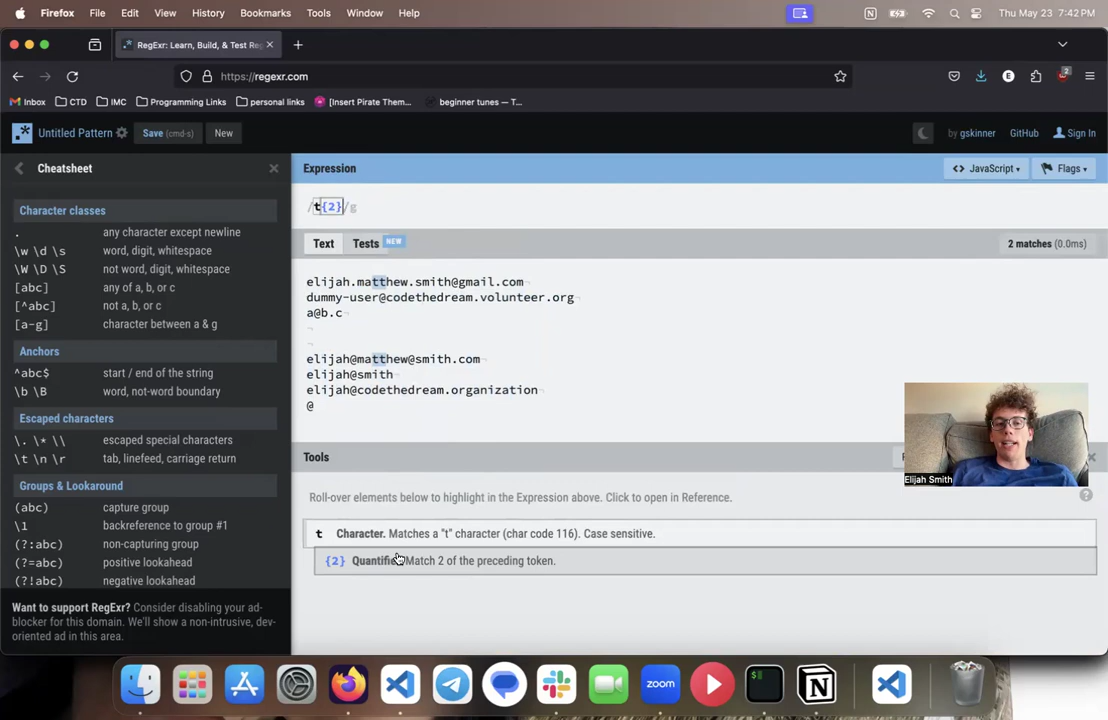 Firefox File Edit View History Bookmarks Tools Window Help Thu May 23 7:42 PM
RegExr: Learn, Build, & Test Reg
https://regexr.com
2
Inbox CTD IMC Programming Links personal links [Insert Pirate Them... beginner tunes — T...
Untitled Pattern Save (cmd-s) New by gskinner GitHub Sign In
Cheatsheet
Character classes
. any character except newline
\w \d \s word, digit, whitespace
\W \D \S not word, digit, whitespace
[abc] any of a, b, or c
[^abc] not a, b, or c
[a-g] character between a & g
Anchors
^abc$ start / end of the string
\b \B word, not-word boundary
Escaped characters
\. \* \\ escaped special characters
\t \n \r tab, linefeed, carriage return
Groups & Lookaround
(abc) capture group
\1 backreference to group #1
(?:abc) non-capturing group
(?=abc) positive lookahead
(?!abc) negative lookahead
Want to support RegExr? Consider disabling your ad-
blocker for this domain. We'll show a non-intrusive, dev-
oriented ad in this area.
Expression JavaScript Flags
/t{2}/g
Text Tests NEW 2 matches (0.0ms)
elijah.matthew.smith@gmail.com
dummy-user@codethedream.volunteer.org
a@b.c
elijah@matthew@smith.com
elijah@smith
elijah@codethedream.organization
@
Elijah Smith
Tools
Roll-over elements below to highlight in the Expression above. Click to open in Reference.
t Character. Matches a "t" character (char code 116). Case sensitive.
{2} Quantifier. Match 2 of the preceding token.
zoom